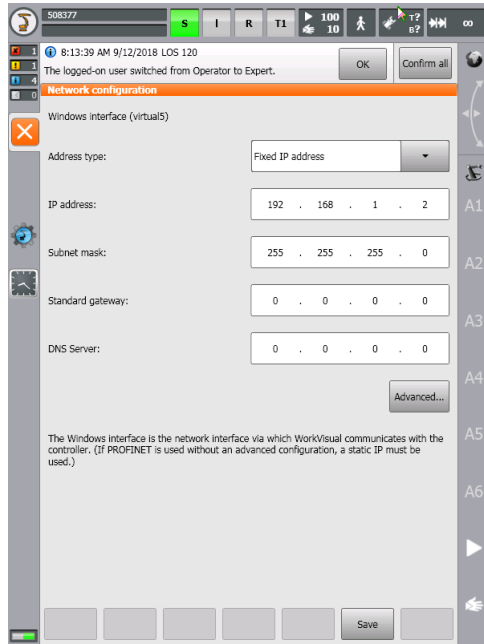 508377
S I R T1 100 10 T? B? ∞
1
1
4
0
8:13:39 AM 9/12/2018 LOS 120
The logged-on user switched from Operator to Expert.
OK
Confirm all
Network configuration
Windows interface (virtual5)
Address type: Fixed IP address
IP address: 192 . 168 . 1 . 2
Subnet mask: 255 . 255 . 255 . 0
Standard gateway: 0 . 0 . 0 . 0
DNS Server: 0 . 0 . 0 . 0
Advanced...
The Windows interface is the network interface via which WorkVisual communicates with the
controller. (If PROFINET is used without an advanced configuration, a static IP must be
used.)
A1
A2
A3
A4
A5
A6
Save